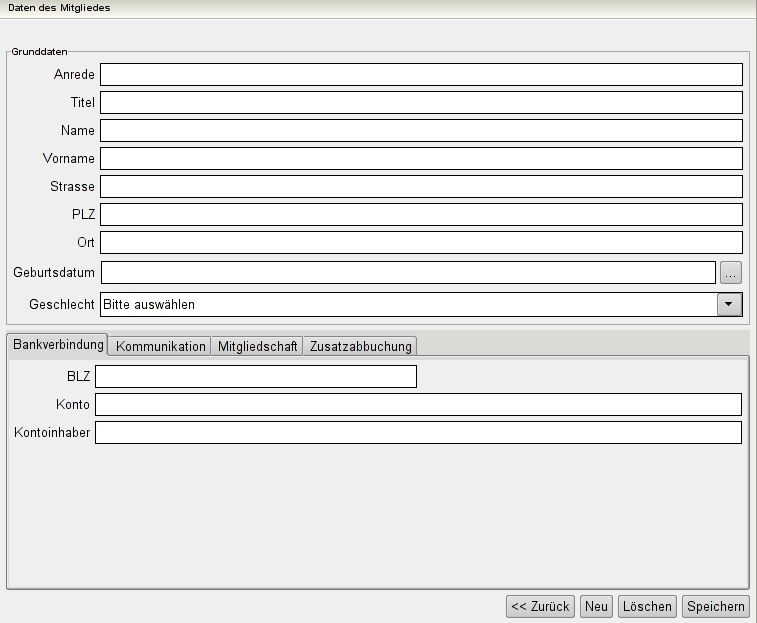 Daten des Mitgliedes
Grunddaten
Anrede
Titel
Name
Vorname
Strasse
PLZ
Ort
Geburtsdatum ...
Geschlecht Bitte auswählen
Bankverbindung Kommunikation Mitgliedschaft Zusatzabbuchung
BLZ
Konto
Kontoinhaber
<< Zurück Neu Löschen Speichern